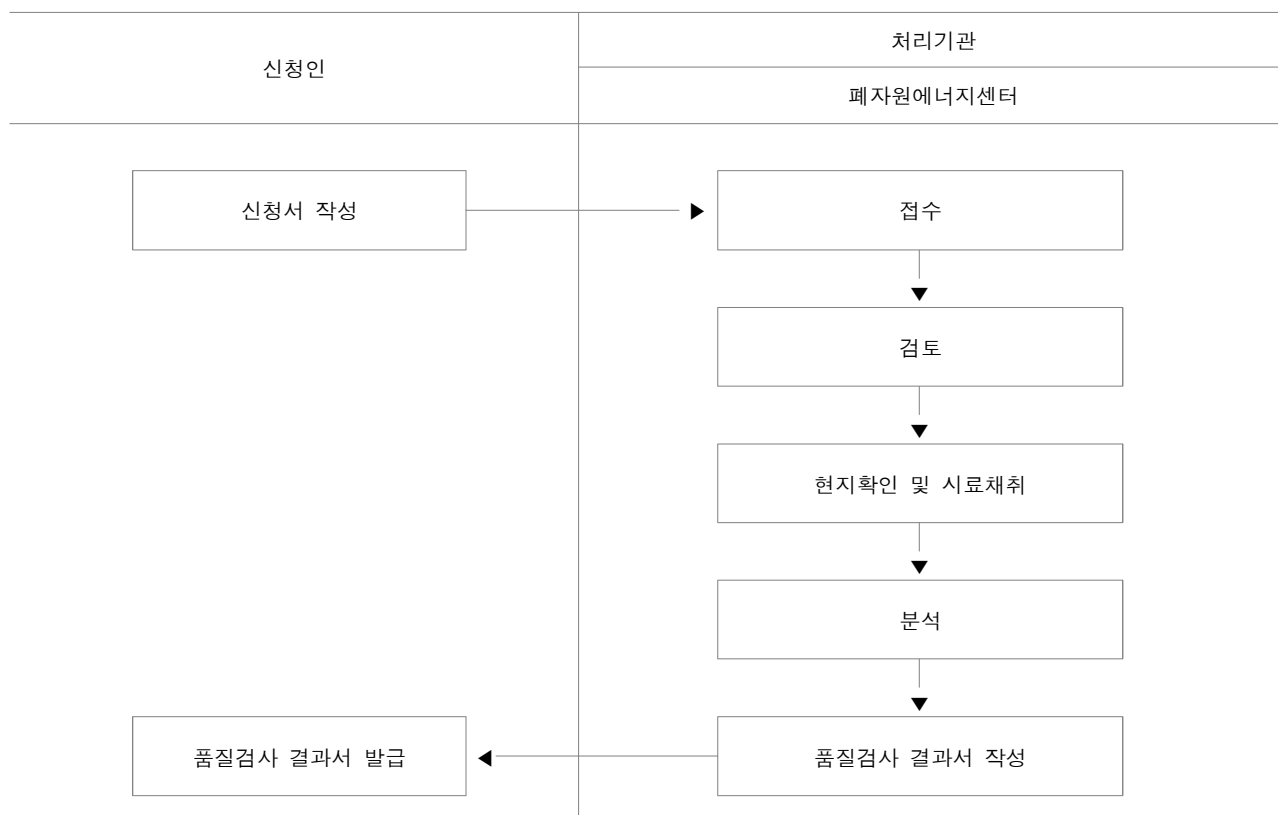 신청인
처리기관
폐자원에너지센터
신청서 작성
접수
검토
현지확인 및 시료채취
분석
품질검사 결과서 발급
품질검사 결과서 작성